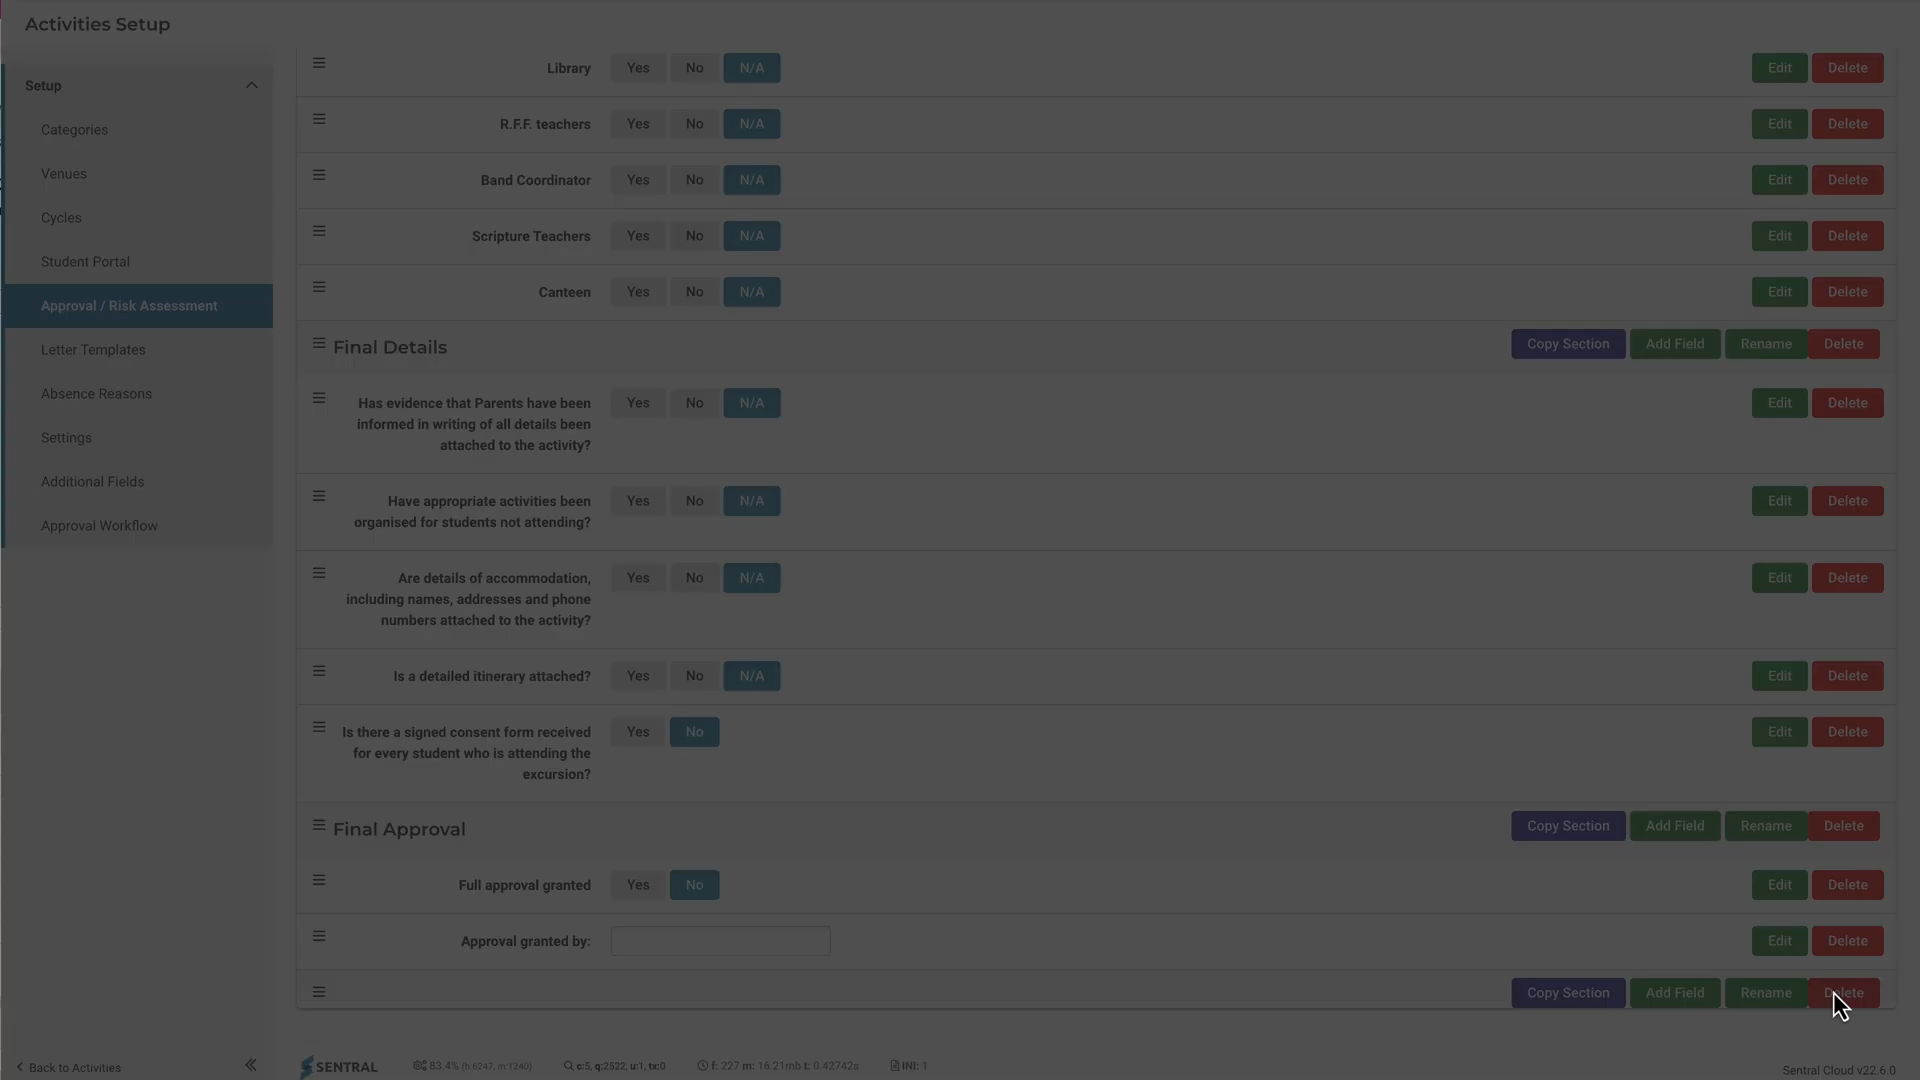 Activities Setup
Setup
Categories
Venues
Cycles
Student Portal
Approval / Risk Assessment
Letter Templates
Absence Reasons
Settings
Additional Fields
Approval Workflow
Back to Activities
Library Yes No N/A Edit Delete
R.F.F. teachers Yes No N/A Edit Delete
Band Coordinator Yes No N/A Edit Delete
Scripture Teachers Yes No N/A Edit Delete
Canteen Yes No N/A Edit Delete
Final Details Copy Section Add Field Rename Delete
Has evidence that Parents have been Yes No N/A Edit Delete
informed in writing of all details been
attached to the activity?
Have appropriate activities been Yes No N/A Edit Delete
organised for students not attending?
Are details of accommodation, Yes No N/A Edit Delete
including names, addresses and phone
numbers attached to the activity?
Is a detailed itinerary attached? Yes No N/A Edit Delete
Is there a signed consent form received Yes No Edit Delete
for every student who is attending the
excursion?
Final Approval Copy Section Add Field Rename Delete
Full approval granted Yes No Edit Delete
Approval granted by: Edit Delete
Copy Section Add Field Rename Delete
SENTRAL 83.4% (h:6247, m:1240) c:5, q:2522, u:1, tx:0 f: 227 m: 16.21mb t: 0.42742s INI: 1
Sentral Cloud v22.6.0